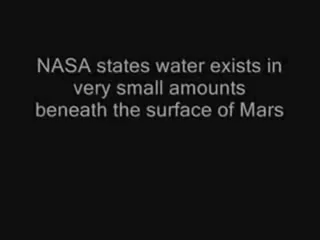 NASA states water exists in
very small amounts
beneath the surface of Mars